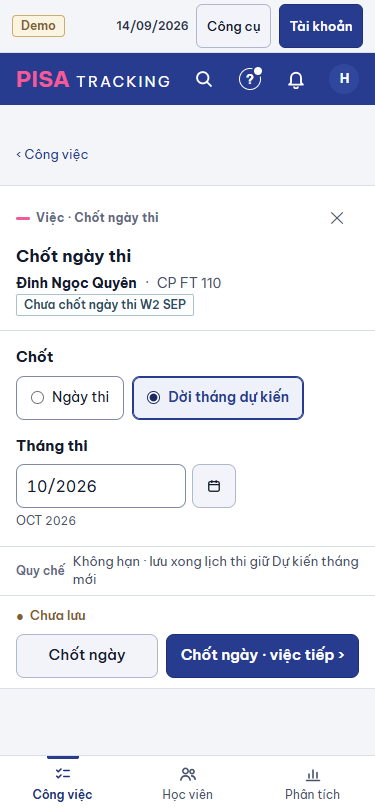 Demo
14/09/2026
Công cụ
Tài khoản
PISA TRACKING
?
H
‹ Công việc
Việc · Chốt ngày thi
Chốt ngày thi
Đinh Ngọc Quyên · CP FT 110
Chưa chốt ngày thi W2 SEP
Chốt
Ngày thi
Dời tháng dự kiến
Tháng thi
10/2026
OCT 2026
Quy chế
Không hạn · lưu xong lịch thi giữ Dự kiến tháng
mới
● Chưa lưu
Chốt ngày
Chốt ngày · việc tiếp ›
Công việc
Học viên
Phân tích